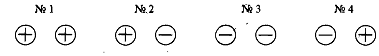 № 1 № 2 № 3 № 4
+ + + − − − − +